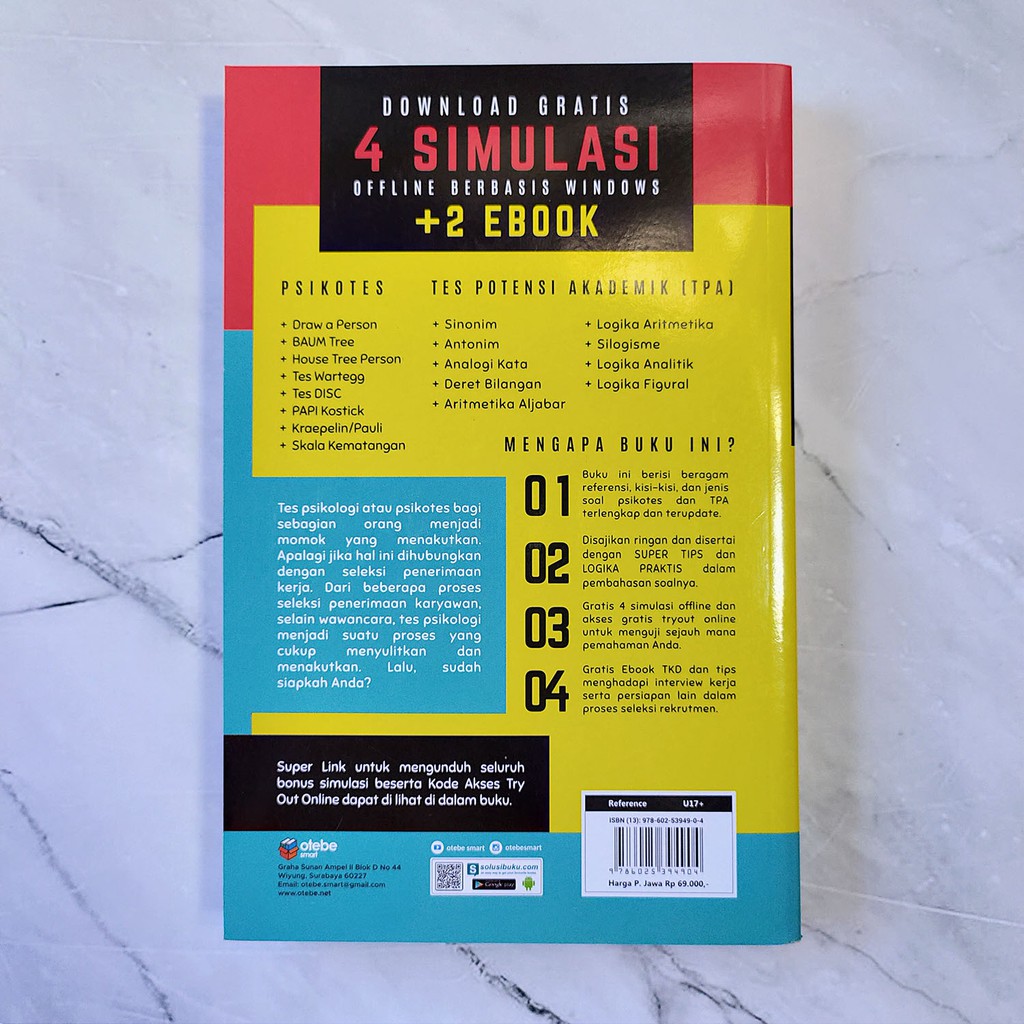 DOWNLOAD GRATIS
4 SIMULASI
OFFLINE BERBASIS WINDOWS
+2 EBOOK
PSIKOTES
+ Draw a Person
+ BAUM Tree
+ House Tree Person
+ Tes Wartegg
+ Tes DISC
+ PAPI Kostick
+ Kraepelin/Pauli
+ Skala Kematangan
TES POTENSI AKADEMIK (TPA)
+ Sinonim
+ Antonim
+ Analogi Kata
+ Deret Bilangan
+ Aritmetika Aljabar
+ Logika Aritmetika
+ Silogisme
+ Logika Analitik
+ Logika Figural
MENGAPA BUKU INI?
01
Buku ini berisi beragam
referensi, kisi-kisi, dan jenis
soal psikotes dan TPA
terlengkap dan terupdate.
02
Disajikan ringan dan disertai
dengan SUPER TIPS dan
LOGIKA PRAKTIS dalam
pembahasan soalnya.
03
Gratis 4 simulasi offline dan
akses gratis tryout online
untuk menguji sejauh mana
pemahaman Anda.
04
Gratis Ebook TKD dan tips
menghadapi interview kerja
serta persiapan lain dalam
proses seleksi rekrutmen.
Tes psikologi atau psikotes bagi
sebagian orang menjadi
momok yang menakutkan.
Apalagi jika hal ini dihubungkan
dengan seleksi penerimaan
kerja. Dari beberapa proses
seleksi penerimaan karyawan,
selain wawancara, tes psikologi
menjadi suatu proses yang
cukup menyulitkan dan
menakutkan. Lalu, sudah
siapkah Anda?
Super Link untuk mengunduh seluruh
bonus simulasi beserta Kode Akses Try
Out Online dapat di lihat di dalam buku.
otebe
smart
Graha Sunan Ampel Ii Blok D No 44
Wiyung, Surabaya 60227
Email: otebe.smart@gmail.com
www.otebe.net
otebe smart
otebesmart
S solusibuku.com
Google play
Reference U17+
ISBN (13): 978-602-53949-0-4
9 786025 394904
Harga P. Jawa Rp 69.000,-